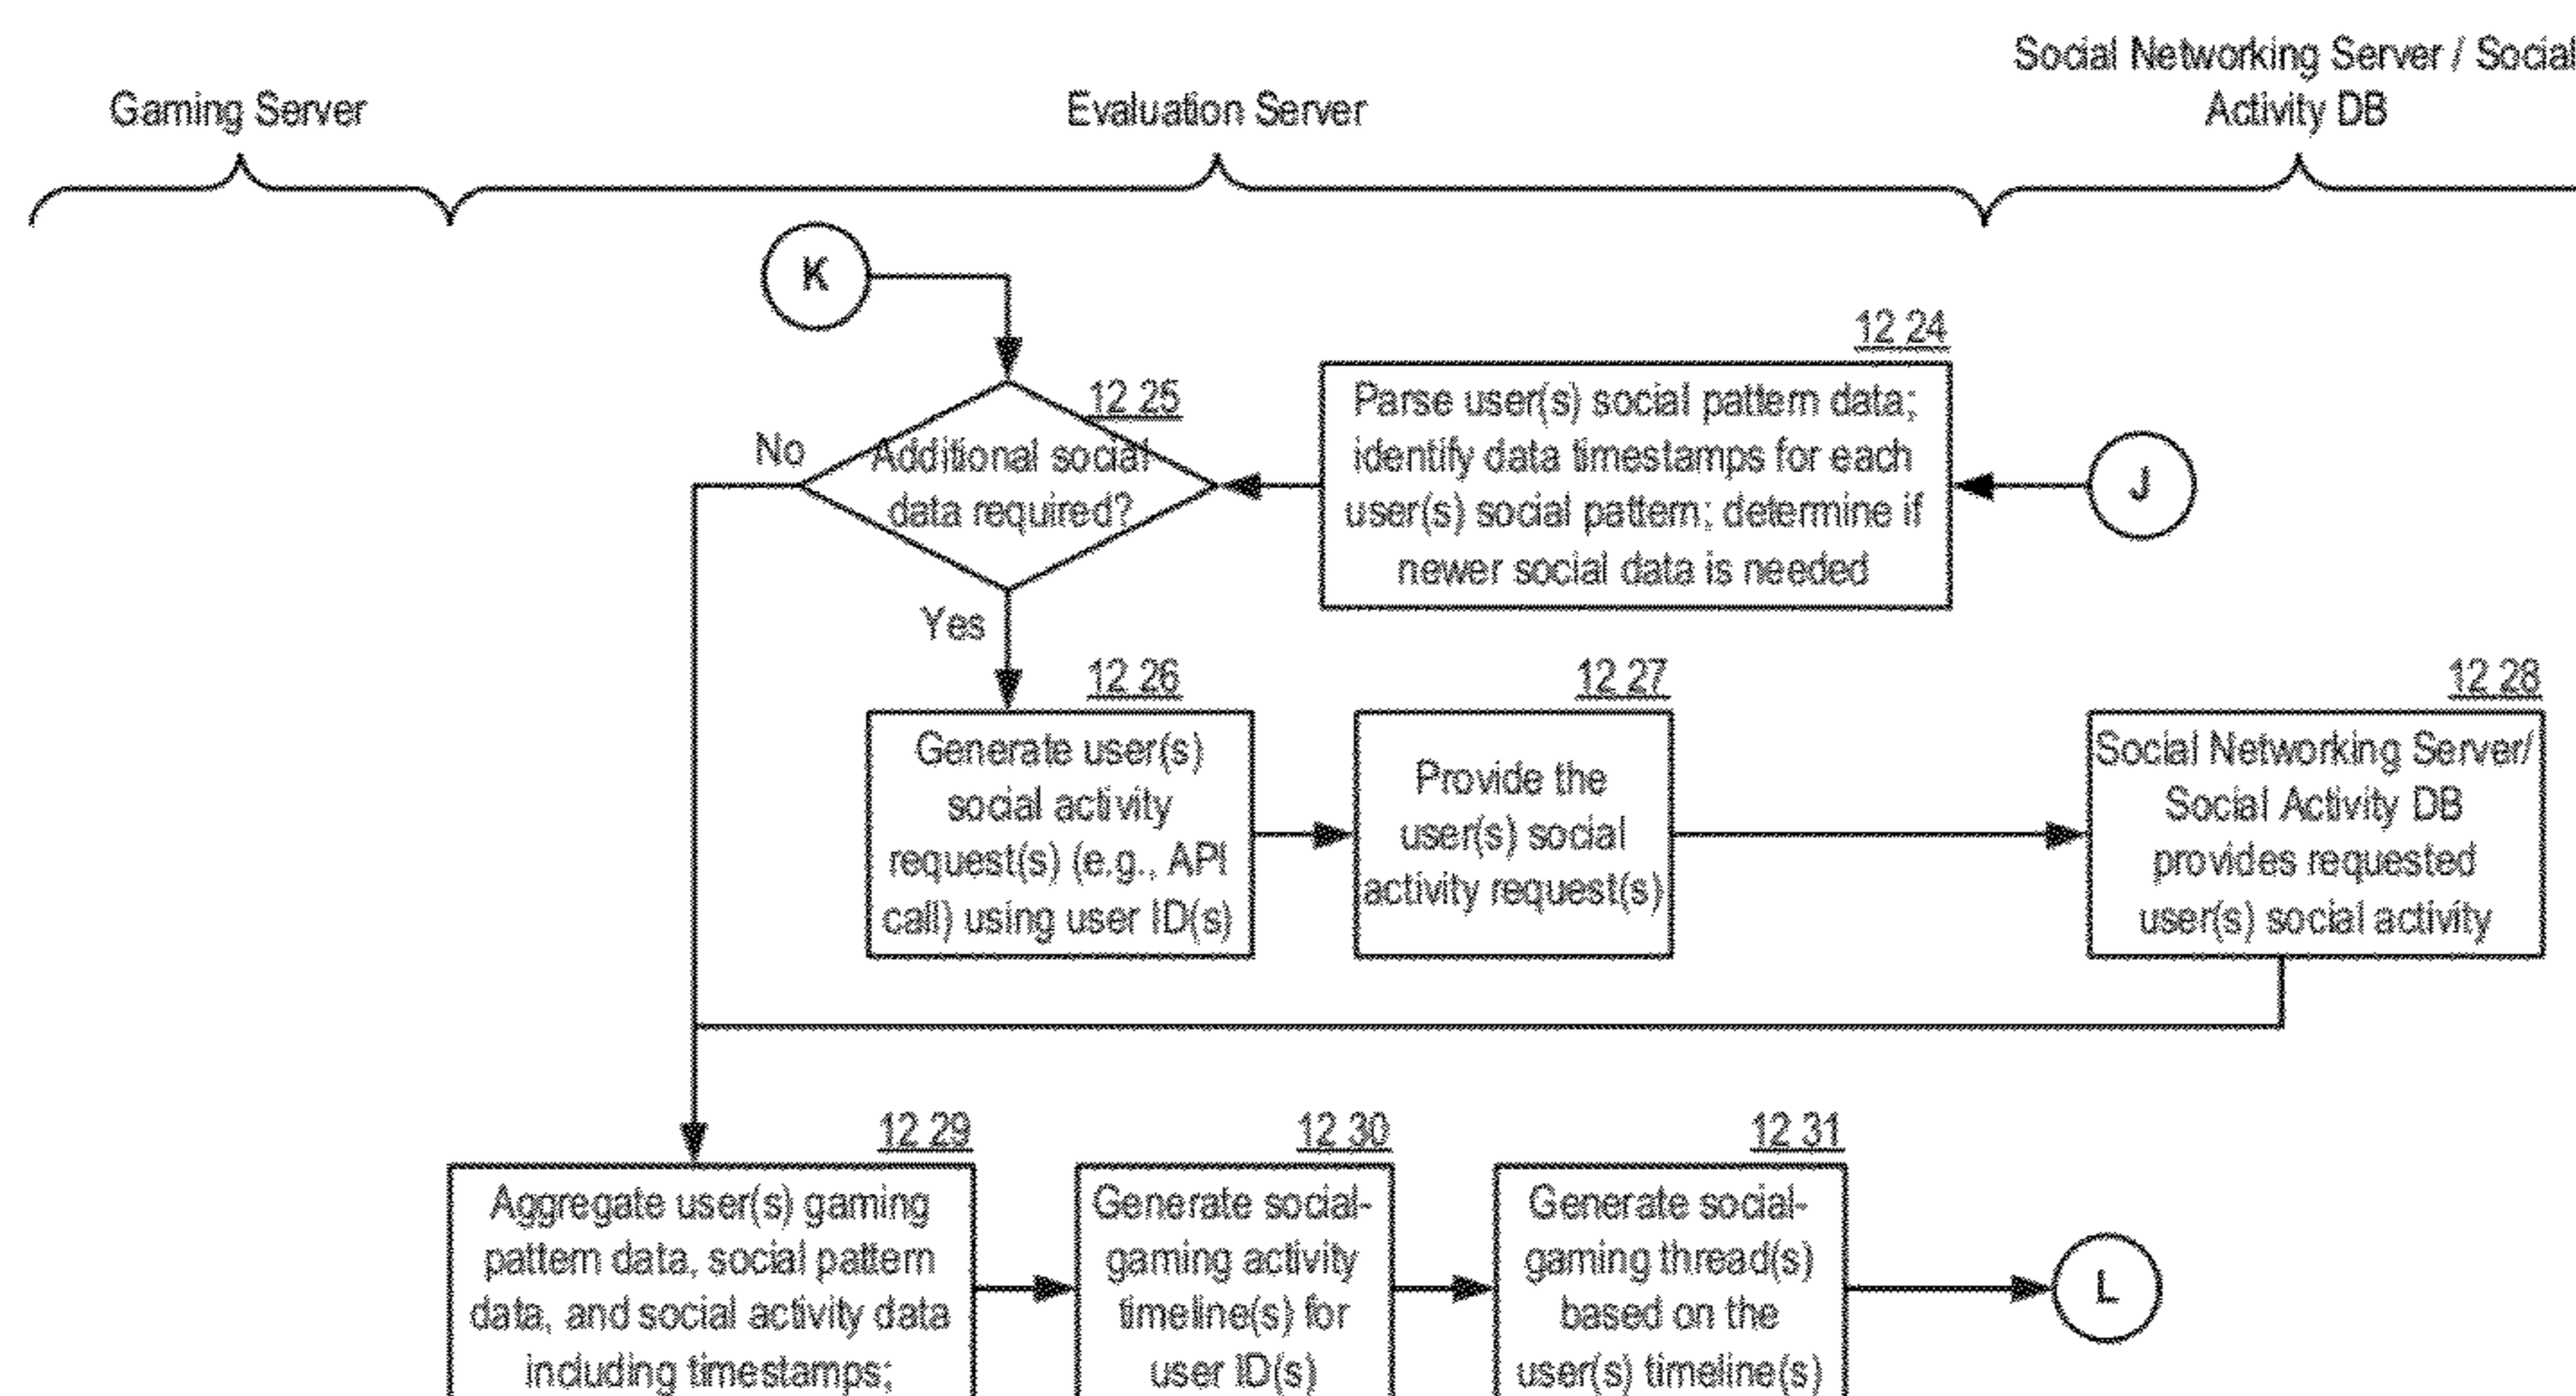 Gaming Server
Evaluation Server
Social Networking Server / Social
Activity DB
K
12 24
Parse user(s) social pattern data;
identify data timestamps for each
user(s) social pattern; determine if
newer social data is needed
J
12 25
No
Additional social
data required?
Yes
12 26
Generate user(s)
social activity
request(s) (e.g., API
call) using user ID(s)
12 27
Provide the
user(s) social
activity request(s)
12 28
Social Networking Server/
Social Activity DB
provides requested
user(s) social activity
12 29
Aggregate user(s) gaming
pattern data, social pattern
data, and social activity data
including timestamps;
12 30
Generate social-
gaming activity
timeline(s) for
user ID(s)
12 31
Generate social-
gaming thread(s)
based on the
user(s) timeline(s)
L